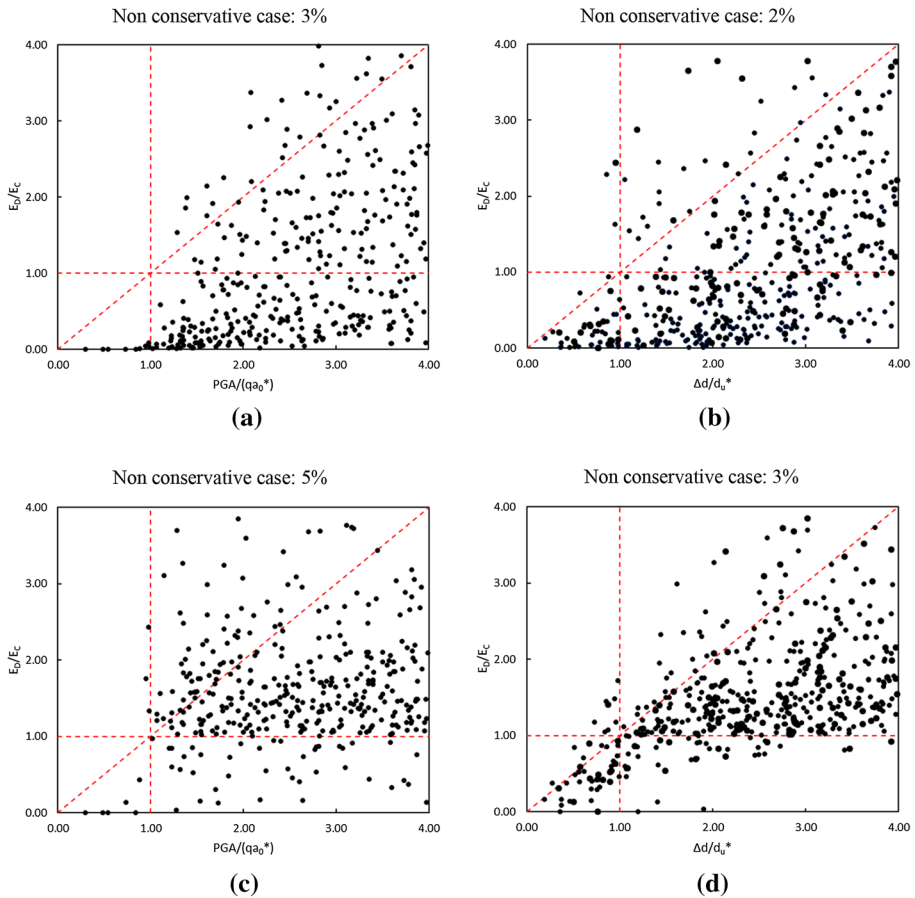 Non conservative case: 3%
4.00
3.00
2.00
1.00
0.00
E_D/E_C
0.00 1.00 2.00 3.00 4.00
PGA/(qa₀*)
(a)
Non conservative case: 2%
4.00
3.00
2.00
1.00
0.00
E_D/E_C
0.00 1.00 2.00 3.00 4.00
Δd/dᵤ*
(b)
Non conservative case: 5%
4.00
3.00
2.00
1.00
0.00
E_D/E_C
0.00 1.00 2.00 3.00 4.00
PGA/(qa₀*)
(c)
Non conservative case: 3%
4.00
3.00
2.00
1.00
0.00
E_D/E_C
0.00 1.00 2.00 3.00 4.00
Δd/dᵤ*
(d)